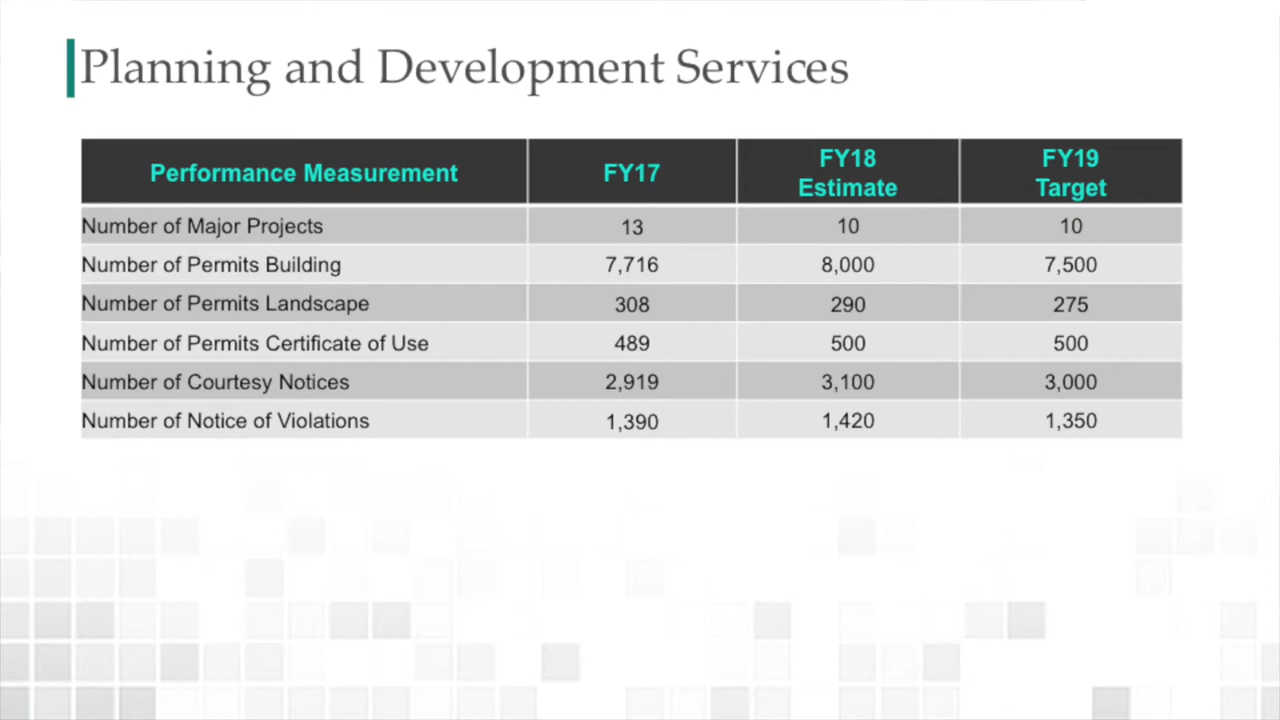 Planning and Development Services
Performance Measurement FY17 FY18 Estimate FY19 Target
Number of Major Projects 13 10 10
Number of Permits Building 7,716 8,000 7,500
Number of Permits Landscape 308 290 275
Number of Permits Certificate of Use 489 500 500
Number of Courtesy Notices 2,919 3,100 3,000
Number of Notice of Violations 1,390 1,420 1,350